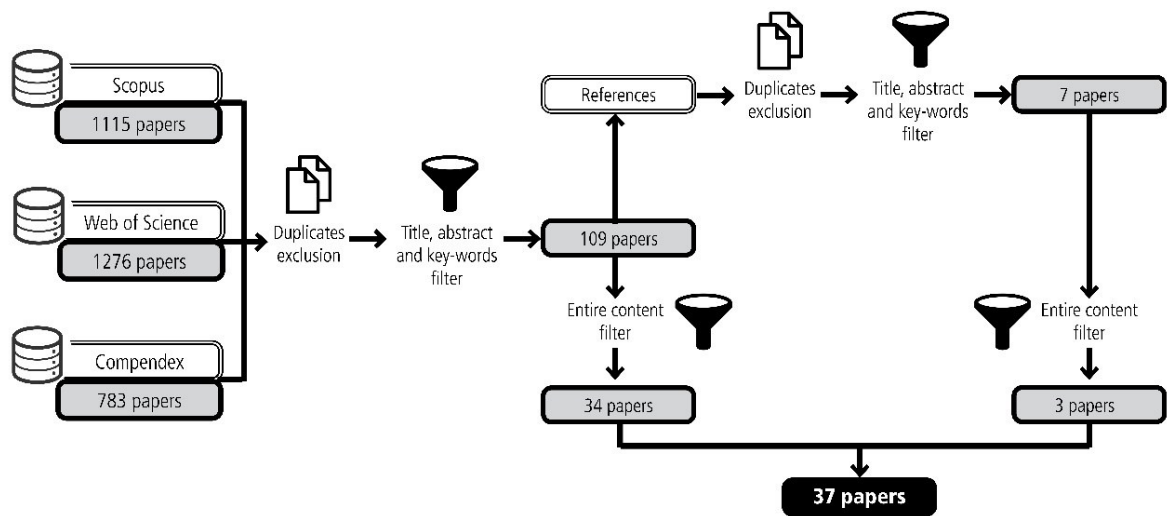 Scopus
1115 papers
Web of Science
1276 papers
Compendex
783 papers
Duplicates
exclusion
Title, abstract
and key-words
filter
109 papers
References
Duplicates
exclusion
Title, abstract
and key-words
filter
7 papers
Entire content
filter
34 papers
Entire content
filter
3 papers
37 papers